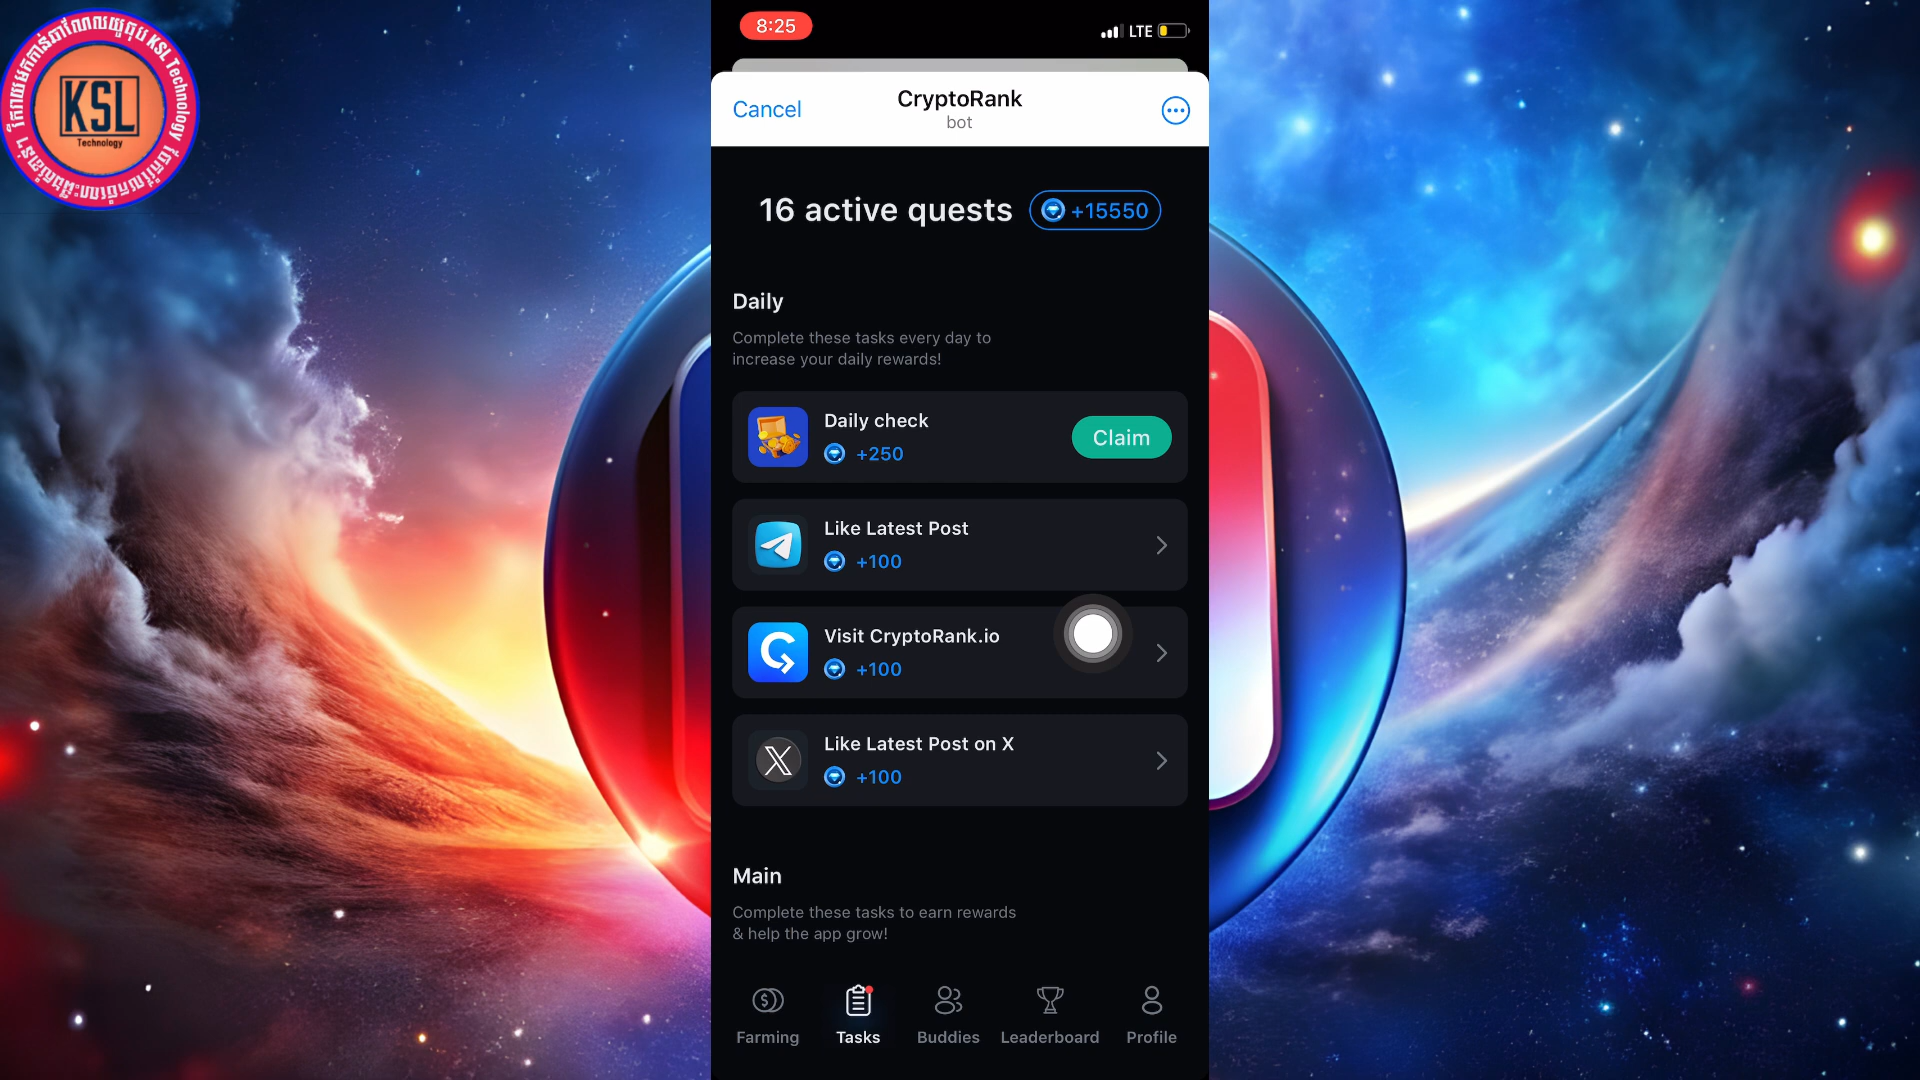 KSL
Technology
8:25
LTE
Cancel
CryptoRank
bot
16 active quests
+15550
Daily
Complete these tasks every day to
increase your daily rewards!
Daily check
+250
Claim
Like Latest Post
+100
Visit CryptoRank.io
+100
Like Latest Post on X
+100
Main
Complete these tasks to earn rewards
& help the app grow!
Farming
Tasks
Buddies
Leaderboard
Profile